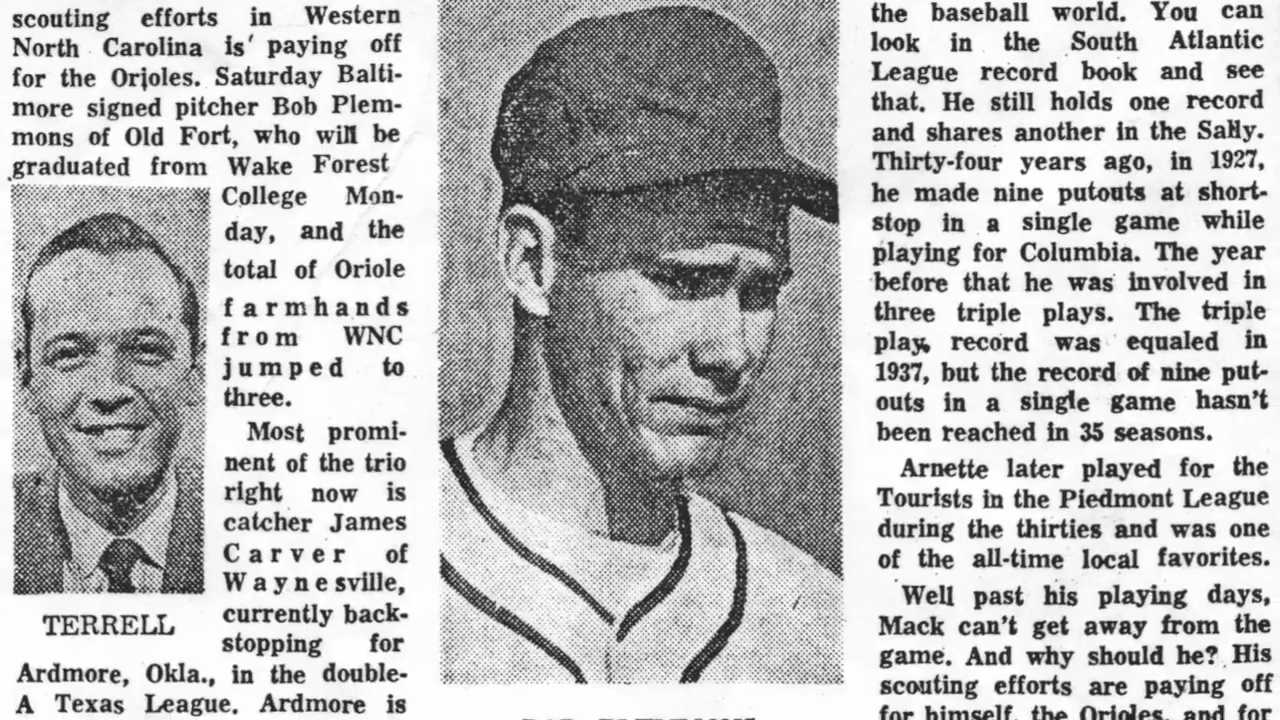 scouting efforts in Western
North Carolina is paying off
for the Orioles. Saturday Balti-
more signed pitcher Bob Plem-
mons of Old Fort, who will be
graduated from Wake Forest
College Mon-
day, and the
total of Oriole
farmhands
from WNC
jumped to
three.
Most promi-
nent of the trio
right now is
catcher James
Carver of
Waynesville,
currently back-
stopping for
Ardmore, Okla., in the double-
A Texas League. Ardmore is
TERRELL
the baseball world. You can
look in the South Atlantic
League record book and see
that. He still holds one record
and shares another in the Sally.
Thirty-four years ago, in 1927,
he made nine putouts at short-
stop in a single game while
playing for Columbia. The year
before that he was involved in
three triple plays. The triple
play record was equaled in
1937, but the record of nine put-
outs in a single game hasn't
been reached in 35 seasons.
Arnette later played for the
Tourists in the Piedmont League
during the thirties and was one
of the all-time local favorites.
Well past his playing days,
Mack can't get away from the
game. And why should he? His
scouting efforts are paying off
for himself, the Orioles, and for